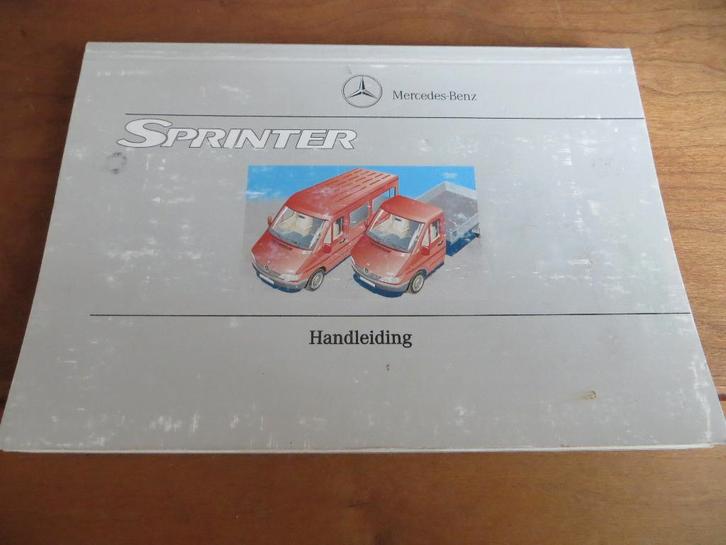 Mercedes-Benz
SPRINTER
Handleiding